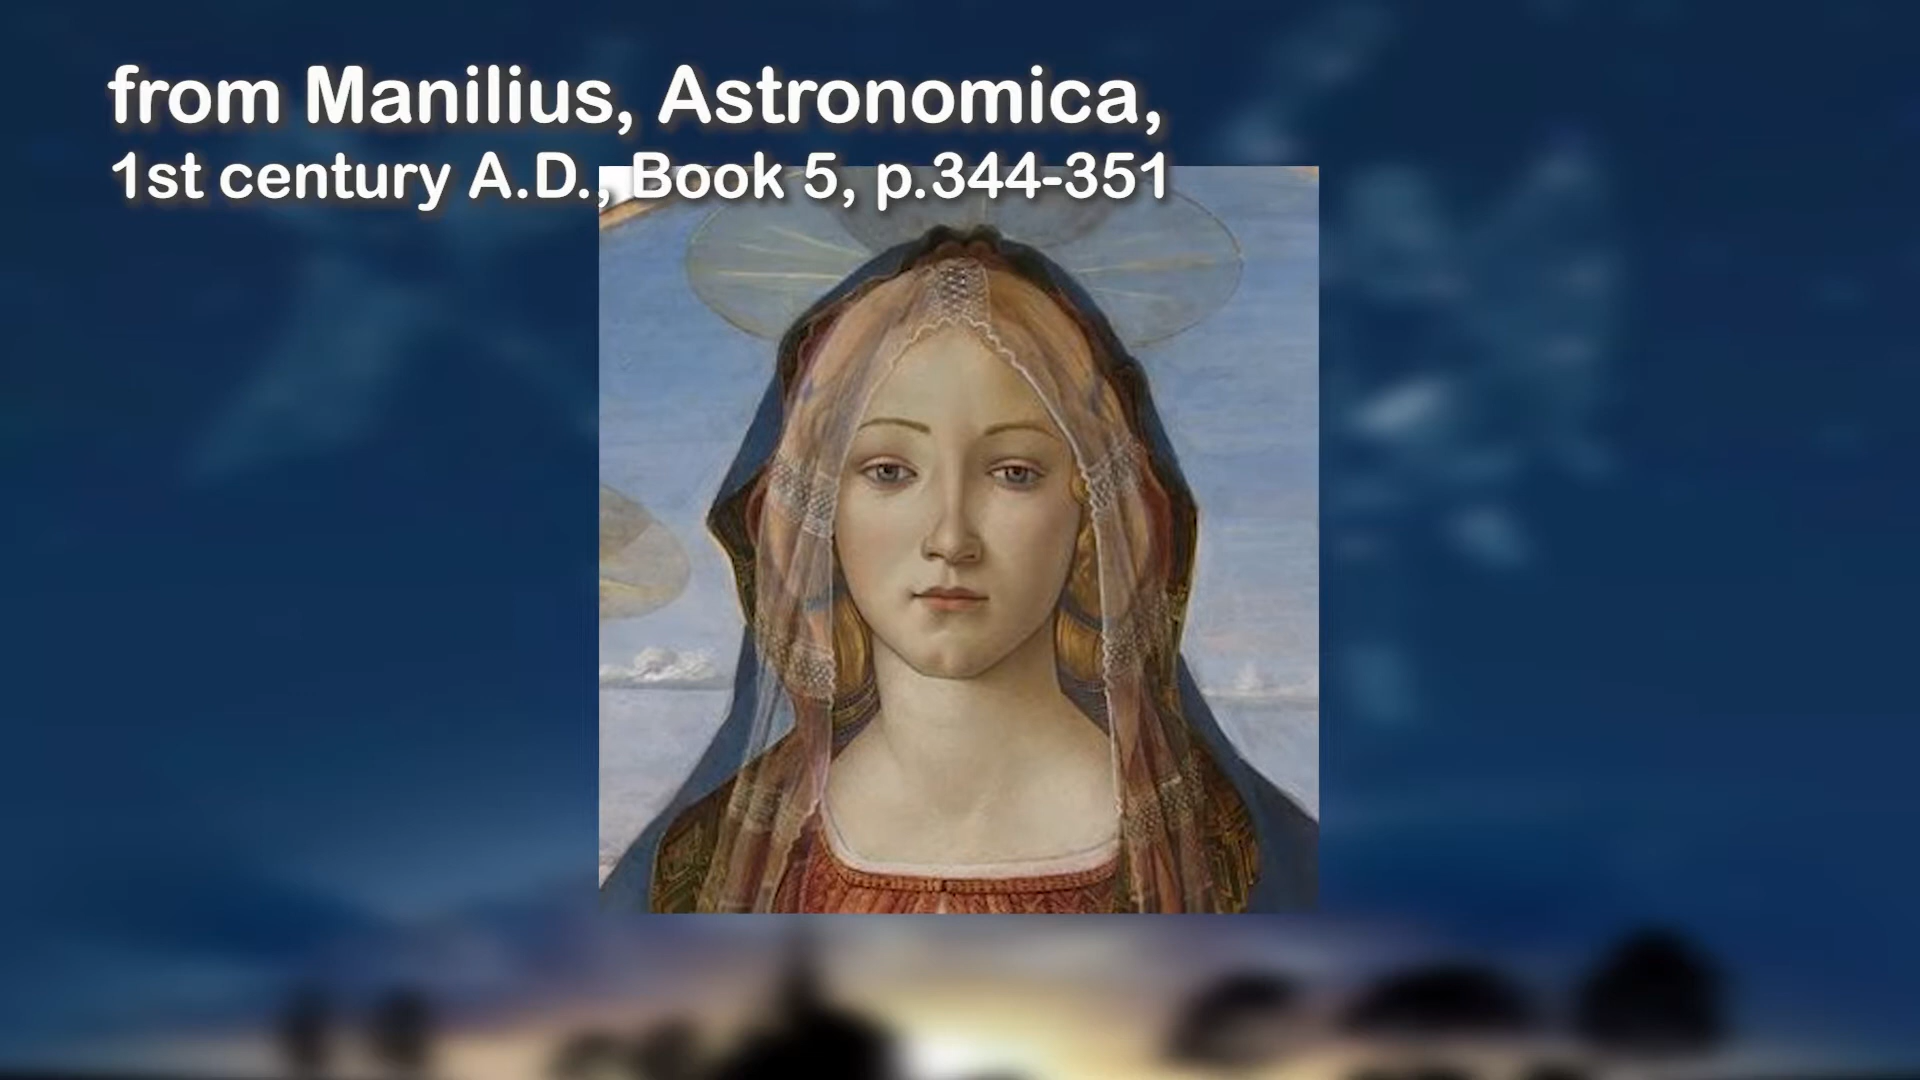 from Manilius, Astronomica,
1st century A.D., Book 5, p.344-351